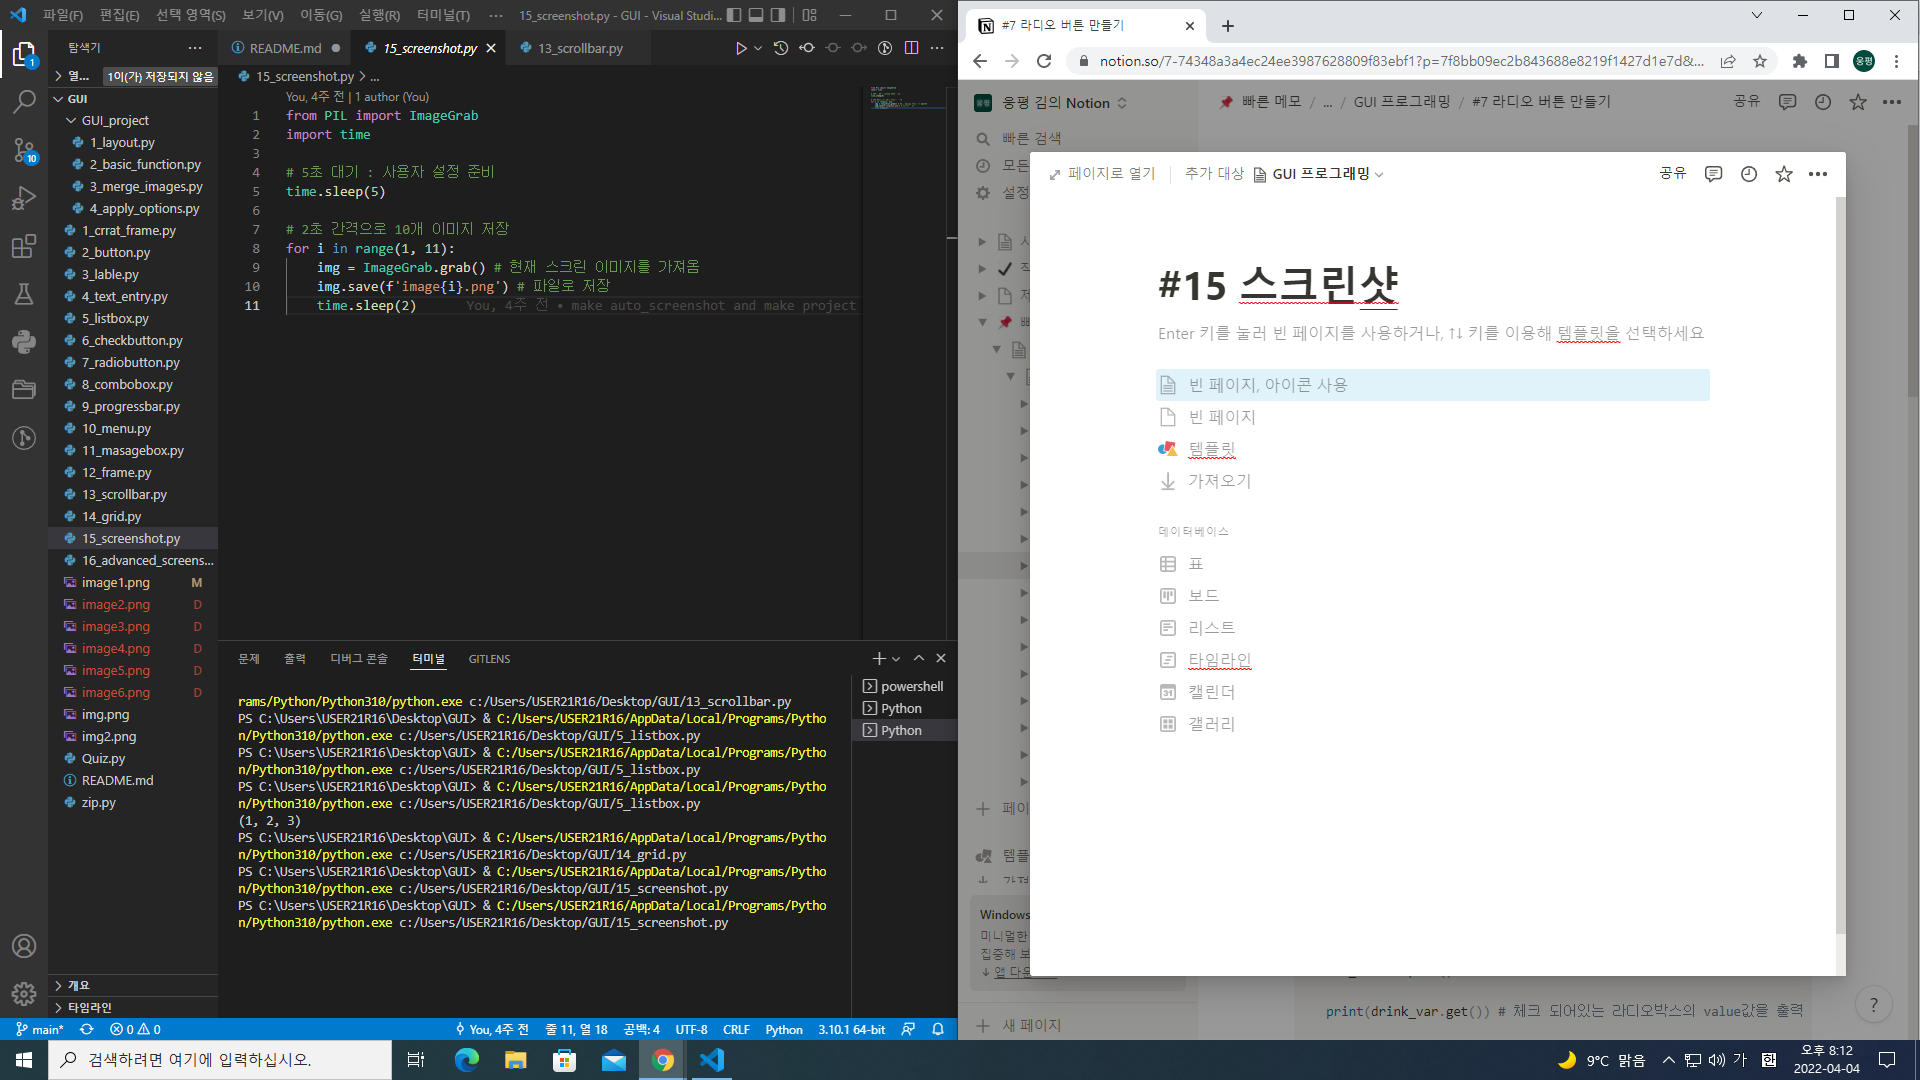 파일(F) 편집(E) 선택 영역(S) 보기(V) 이동(G) 실행(R) 터미널(T) ··· 15_screenshot.py - GUI - Visual Studi...
탐색기 ···
열... 1이(가) 저장되지 않음
GUI
GUI_project
1_layout.py
2_basic_function.py
3_merge_images.py
4_apply_options.py
1_crrat_frame.py
2_button.py
3_lable.py
4_text_entry.py
5_listbox.py
6_checkbutton.py
7_radiobutton.py
8_combobox.py
9_progressbar.py
10_menu.py
11_masagebox.py
12_frame.py
13_scrollbar.py
14_grid.py
15_screenshot.py
16_advanced_screens...
image1.png M
image2.png D
image3.png D
image4.png D
image5.png D
image6.png D
img.png
img2.png
Quiz.py
README.md
zip.py
개요
타임라인
1
10
README.md 15_screenshot.py 13_scrollbar.py
15_screenshot.py > ...
You, 4주 전 | 1 author (You)
1 from PIL import ImageGrab
2 import time
3
4 # 5초 대기 : 사용자 설정 준비
5 time.sleep(5)
6
7 # 2초 간격으로 10개 이미지 저장
8 for i in range(1, 11):
9 img = ImageGrab.grab() # 현재 스크린 이미지를 가져옴
10 img.save(f'image{i}.png') # 파일로 저장
11 time.sleep(2) You, 4주 전 • make auto_screenshot and make project
문제 출력 디버그 콘솔 터미널 GITLENS
rams/Python/Python310/python.exe c:/Users/USER21R16/Desktop/GUI/13_scrollbar.py
PS C:\Users\USER21R16\Desktop\GUI> & C:/Users/USER21R16/AppData/Local/Programs/Pytho
n/Python310/python.exe c:/Users/USER21R16/Desktop/GUI/5_listbox.py
PS C:\Users\USER21R16\Desktop\GUI> & C:/Users/USER21R16/AppData/Local/Programs/Pytho
n/Python310/python.exe c:/Users/USER21R16/Desktop/GUI/5_listbox.py
PS C:\Users\USER21R16\Desktop\GUI> & C:/Users/USER21R16/AppData/Local/Programs/Pytho
n/Python310/python.exe c:/Users/USER21R16/Desktop/GUI/5_listbox.py
(1, 2, 3)
PS C:\Users\USER21R16\Desktop\GUI> & C:/Users/USER21R16/AppData/Local/Programs/Pytho
n/Python310/python.exe c:/Users/USER21R16/Desktop/GUI/14_grid.py
PS C:\Users\USER21R16\Desktop\GUI> & C:/Users/USER21R16/AppData/Local/Programs/Pytho
n/Python310/python.exe c:/Users/USER21R16/Desktop/GUI/15_screenshot.py
PS C:\Users\USER21R16\Desktop\GUI> & C:/Users/USER21R16/AppData/Local/Programs/Pytho
n/Python310/python.exe c:/Users/USER21R16/Desktop/GUI/15_screenshot.py
powershell
Python
Python
main* 0 0 You, 4주 전 줄 11, 열 18 공백: 4 UTF-8 CRLF Python 3.10.1 64-bit
#7 라디오 버튼 만들기
notion.so/7-74348a3a4ec24ee3987628809f83ebf1?p=7f8bb09ec2b843688e8219f1427d1e7d&... 웅평
웅평 웅평 김의 Notion
빠른 메모 / ... / GUI 프로그래밍 / #7 라디오 버튼 만들기 공유
빠른 검색
모든
설정
페이지로 열기 추가 대상 GUI 프로그래밍 공유
#15 스크린샷
Enter 키를 눌러 빈 페이지를 사용하거나, ↑↓ 키를 이용해 템플릿을 선택하세요
빈 페이지, 아이콘 사용
빈 페이지
템플릿
가져오기
데이터베이스
표
보드
리스트
타임라인
캘린더
갤러리
Windows
미니멀한
집중해 보
↓ 앱 다운
새 페이지
print(drink_var.get()) # 체크 되어있는 라디오박스의 value값을 출력
?
검색하려면 여기에 입력하십시오.
9°C 맑음 가 한 오후 8:12
2022-04-04